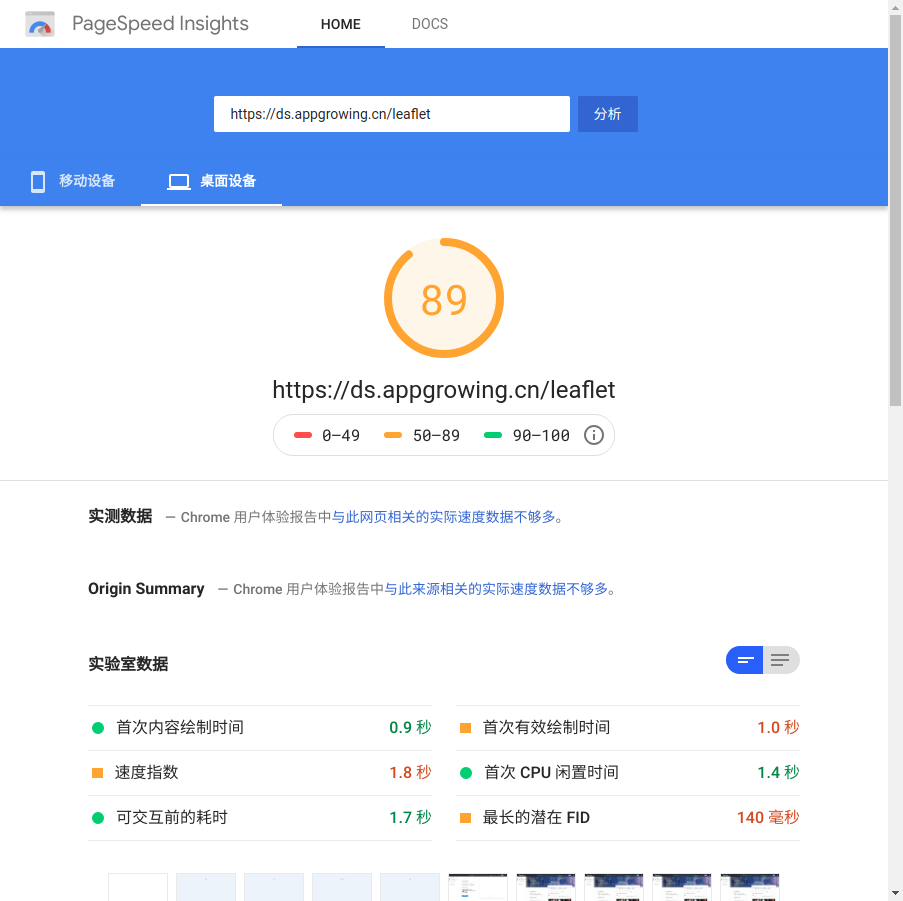 PageSpeed Insights HOME DOCS
https://ds.appgrowing.cn/leaflet 分析
移动设备 桌面设备
89
https://ds.appgrowing.cn/leaflet
0–49 50–89 90–100
实测数据 — Chrome 用户体验报告中与此网页相关的实际速度数据不够多。
Origin Summary — Chrome 用户体验报告中与此来源相关的实际速度数据不够多。
实验室数据
首次内容绘制时间 0.9 秒 首次有效绘制时间 1.0 秒
速度指数 1.8 秒 首次 CPU 闲置时间 1.4 秒
可交互前的耗时 1.7 秒 最长的潜在 FID 140 毫秒